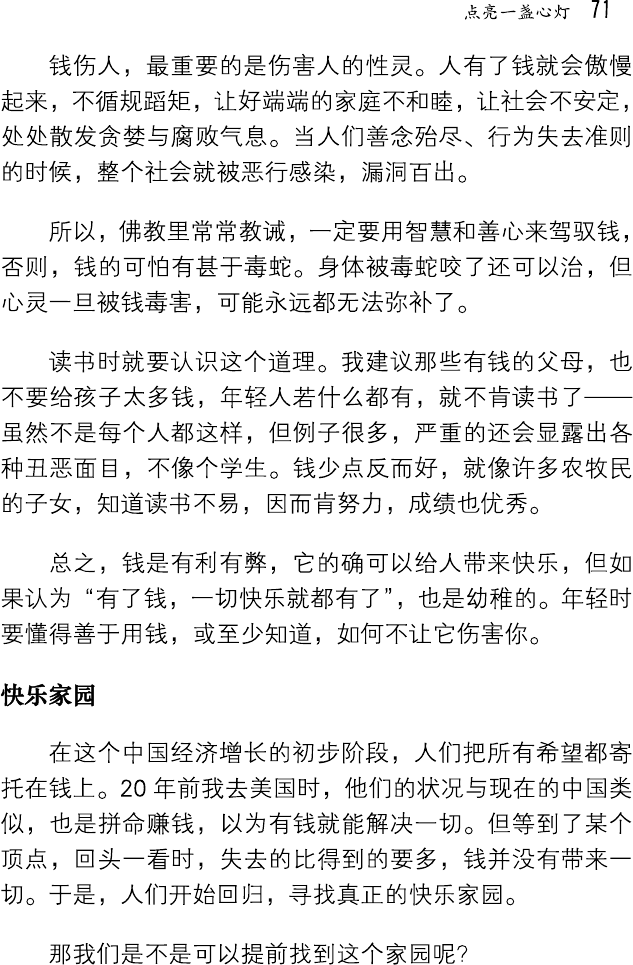 点亮一盏心灯 71
钱伤人，最重要的是伤害人的性灵。人有了钱就会傲慢
起来，不循规蹈矩，让好端端的家庭不和睦，让社会不安定，
处处散发贪婪与腐败气息。当人们善念殆尽、行为失去准则
的时候，整个社会就被恶行感染，漏洞百出。
所以，佛教里常常教诫，一定要用智慧和善心来驾驭钱，
否则，钱的可怕有甚于毒蛇。身体被毒蛇咬了还可以治，但
心灵一旦被钱毒害，可能永远都无法弥补了。
读书时就要认识这个道理。我建议那些有钱的父母，也
不要给孩子太多钱，年轻人若什么都有，就不肯读书了——
虽然不是每个人都这样，但例子很多，严重的还会显露出各
种丑恶面目，不像个学生。钱少点反而好，就像许多农牧民
的子女，知道读书不易，因而肯努力，成绩也优秀。
总之，钱是有利有弊，它的确可以给人带来快乐，但如
果认为“有了钱，一切快乐就都有了”，也是幼稚的。年轻时
要懂得善于用钱，或至少知道，如何不让它伤害你。
快乐家园
在这个中国经济增长的初步阶段，人们把所有希望都寄
托在钱上。20 年前我去美国时，他们的状况与现在的中国类
似，也是拼命赚钱，以为有钱就能解决一切。但等到了某个
顶点，回头一看时，失去的比得到的要多，钱并没有带来一
切。于是，人们开始回归，寻找真正的快乐家园。
那我们是不是可以提前找到这个家园呢？